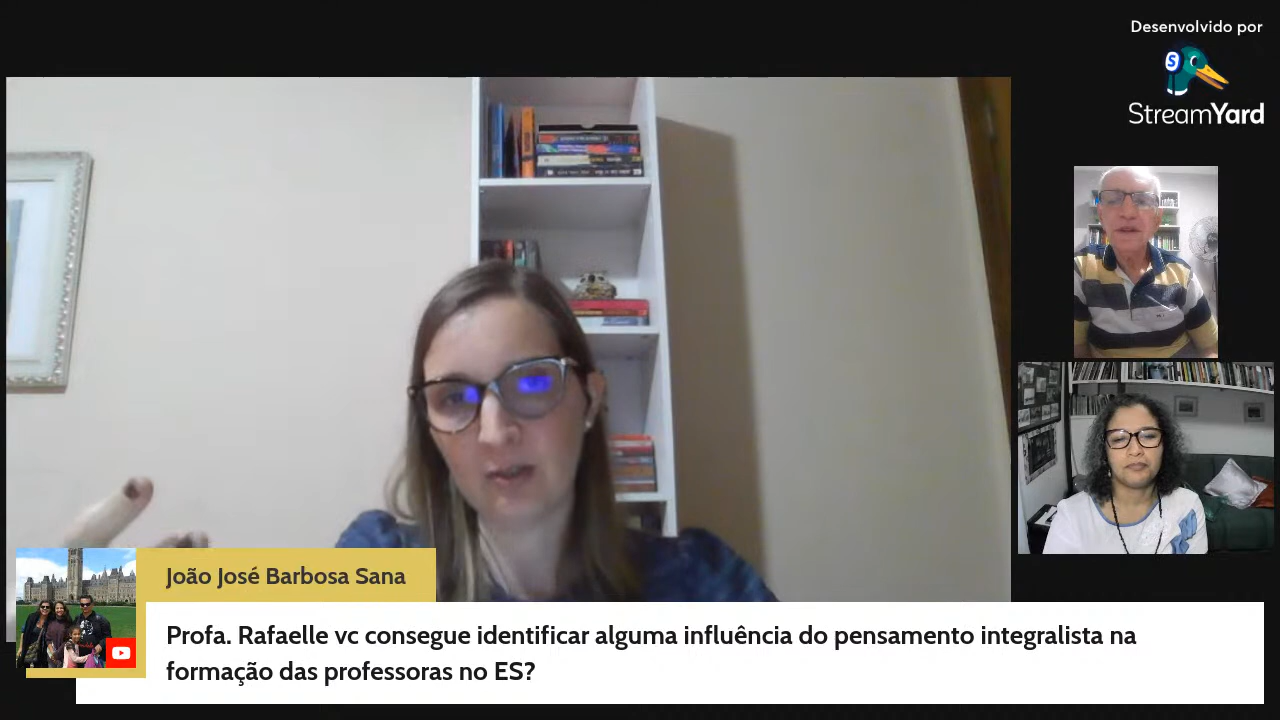 Desenvolvido por
StreamYard
João José Barbosa Sana
Profa. Rafaelle vc consegue identificar alguma influência do pensamento integralista na
formação das professoras no ES?